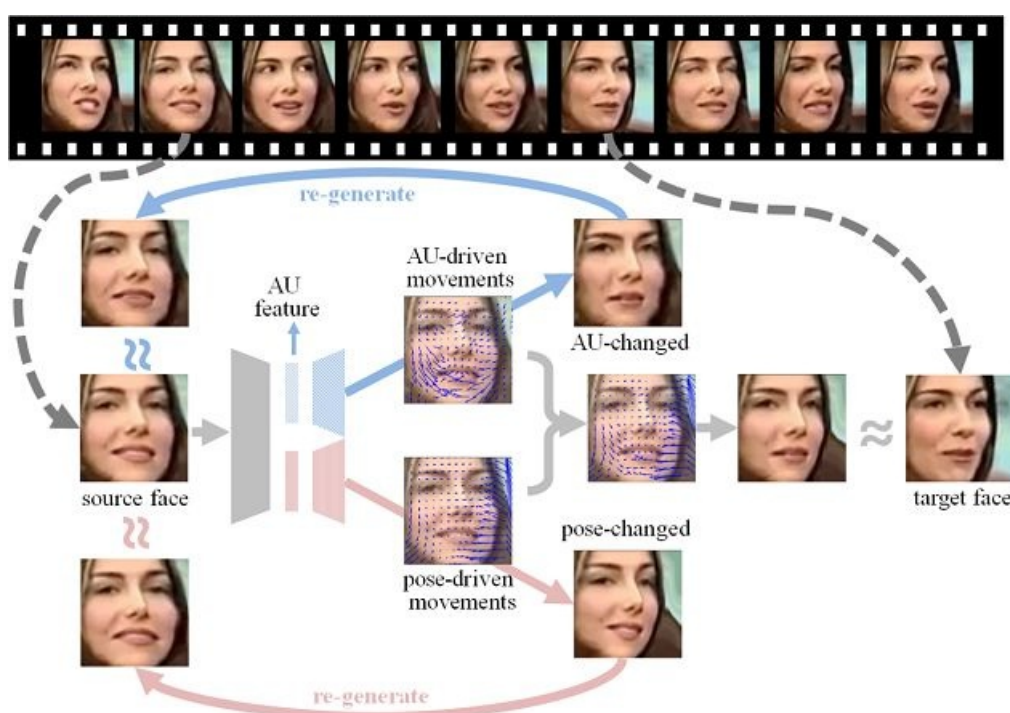 re-generate
AU-driven
movements
AU
feature
AU-changed
source face
target face
pose-changed
pose-driven
movements
re-generate